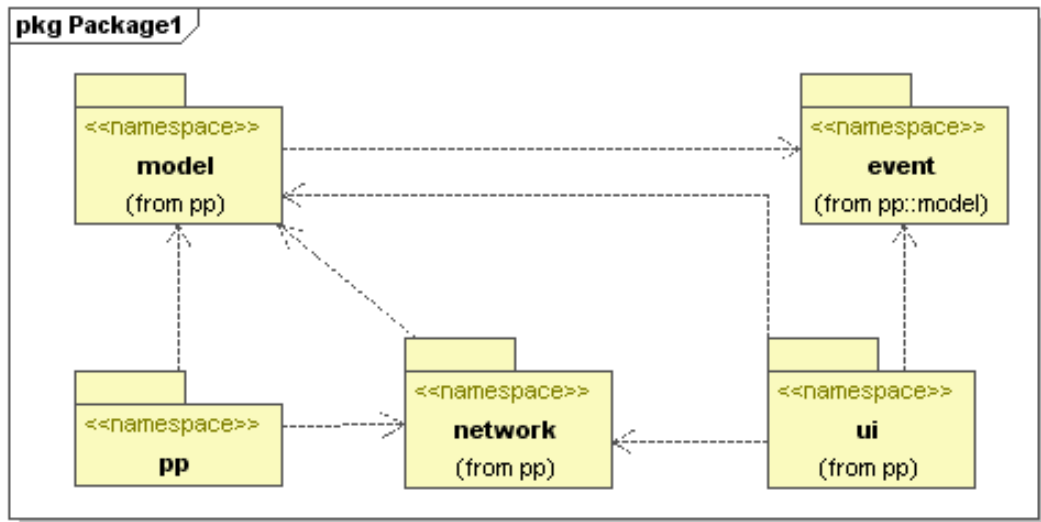 pkg Package1
<<namespace>>
model
(from pp)
<<namespace>>
event
(from pp::model)
<<namespace>>
pp
<<namespace>>
network
(from pp)
<<namespace>>
ui
(from pp)